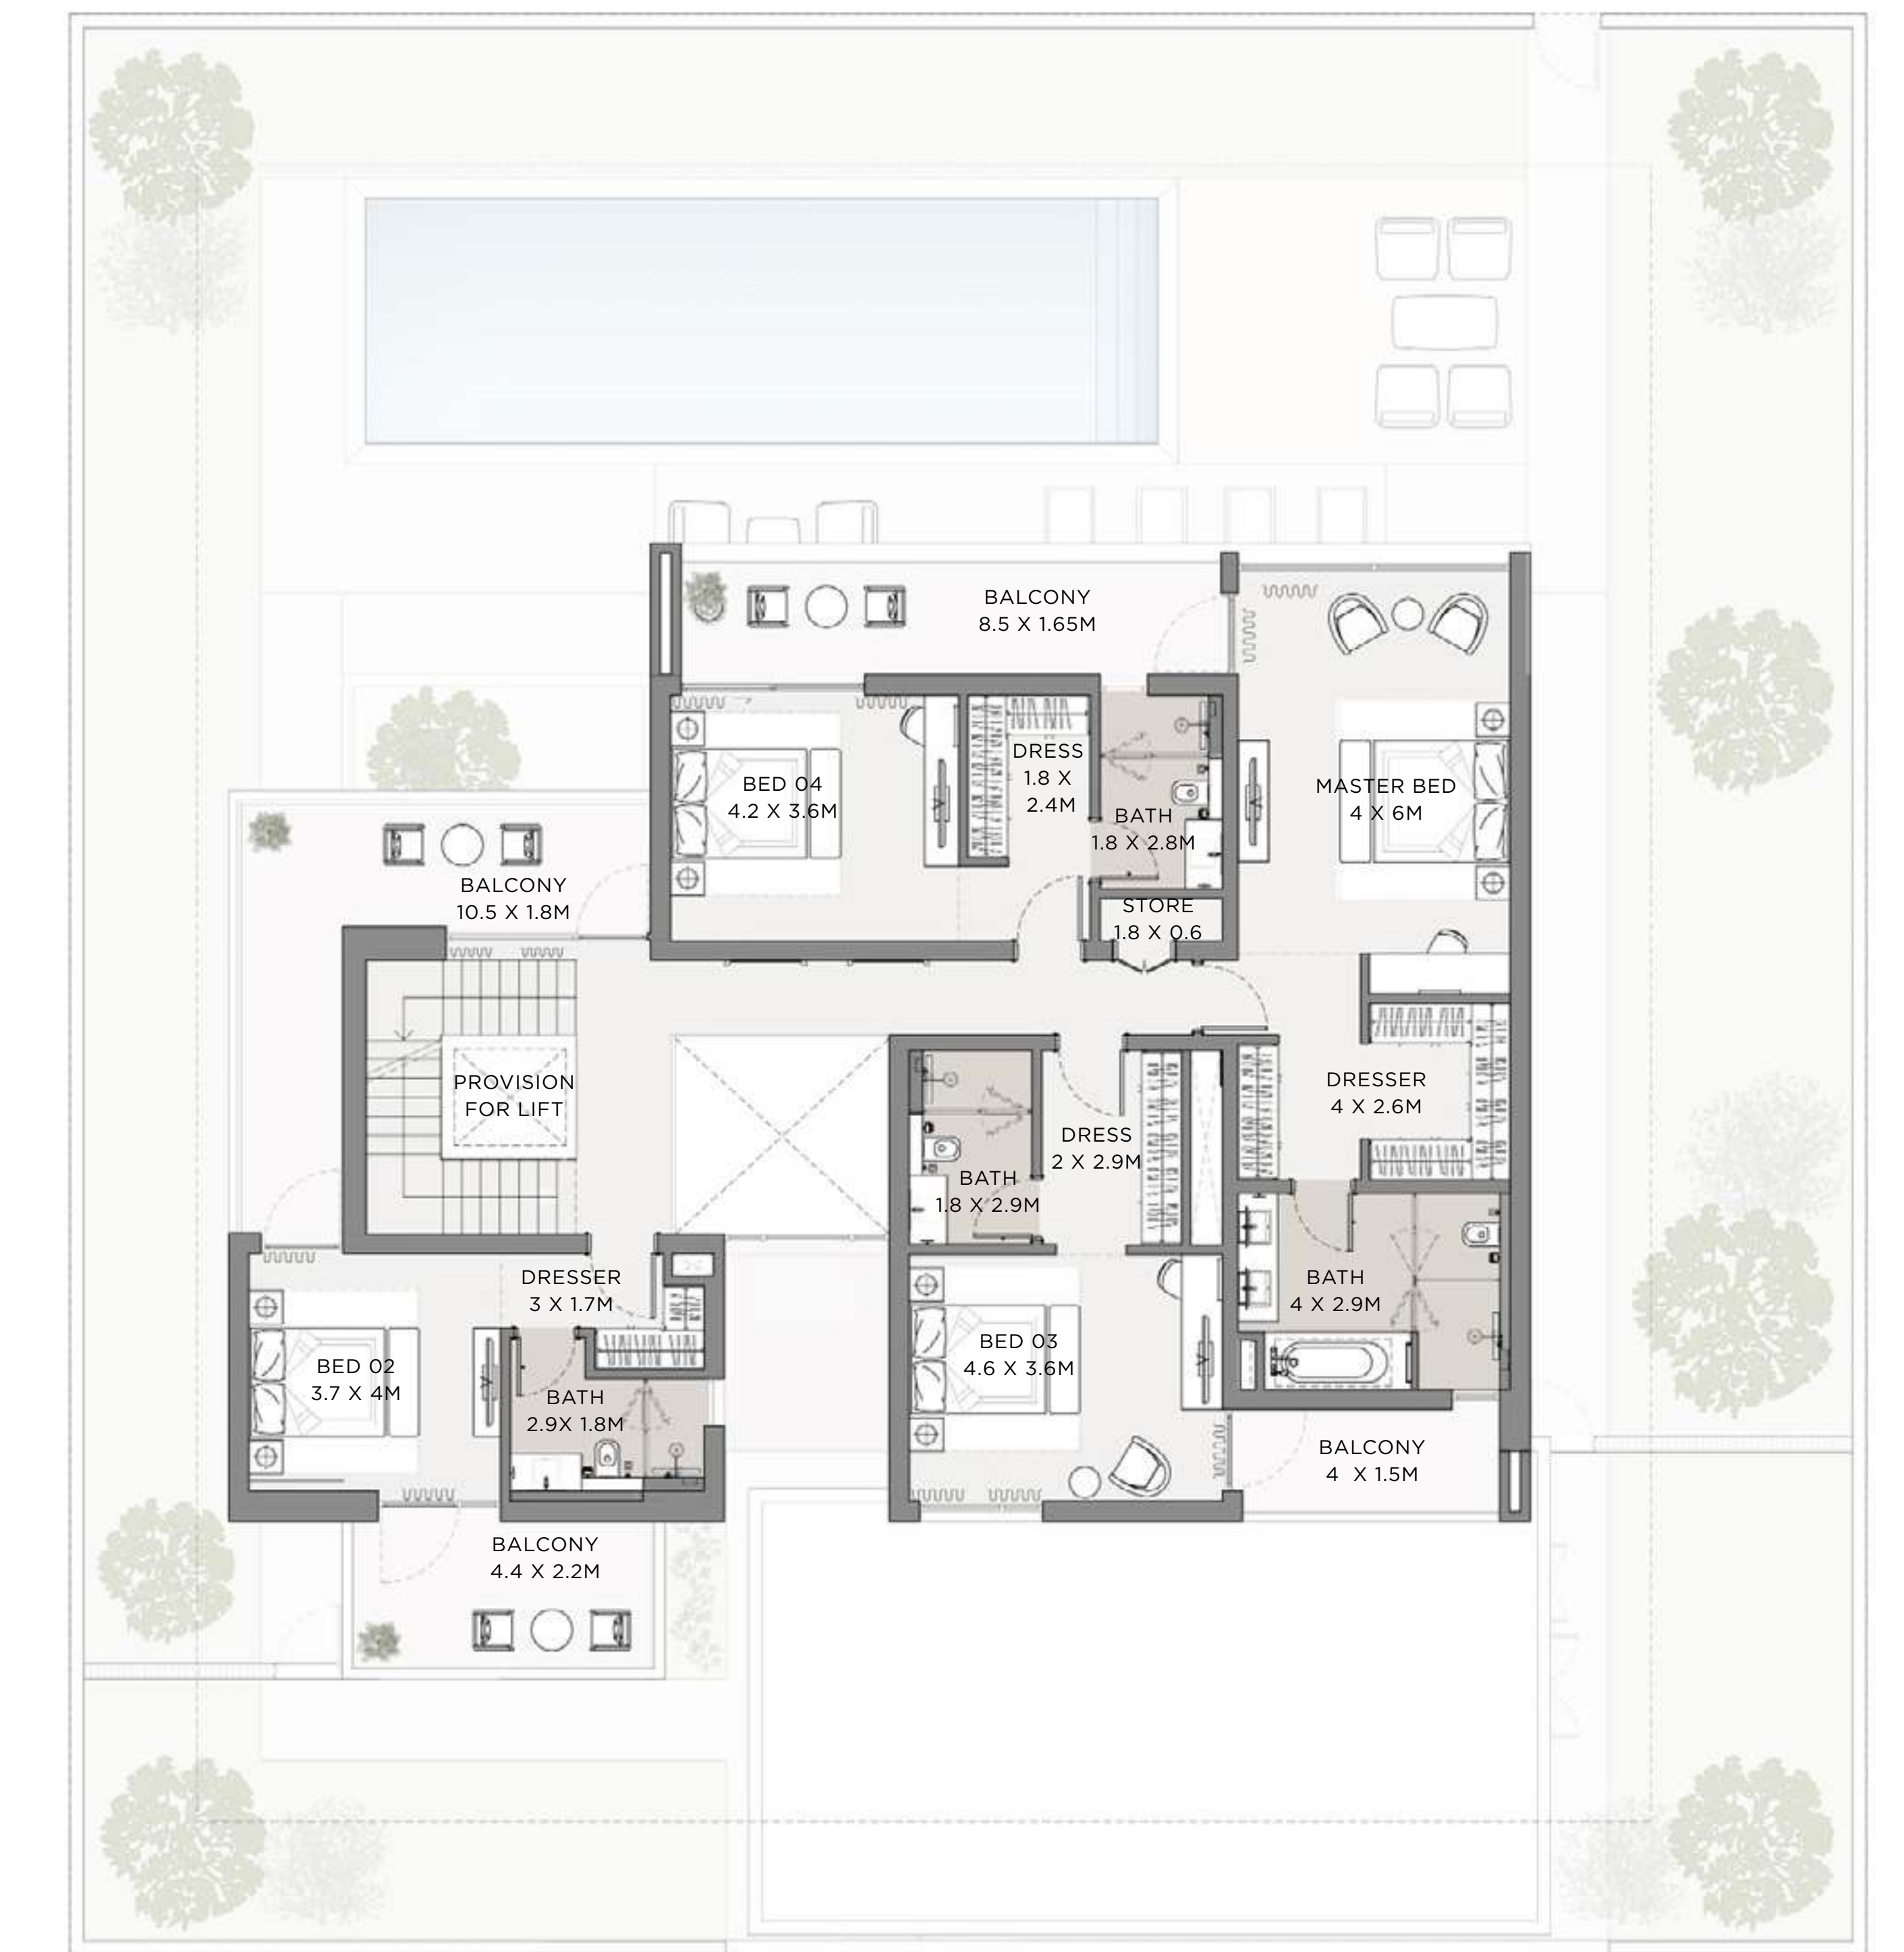 BALCONY
8.5 X 1.65M
DRESS
1.8 X
2.4M
BED 04
4.2 X 3.6M
BATH
1.8 X 2.8M
MASTER BED
4 X 6M
BALCONY
10.5 X 1.8M
STORE
1.8 X 0.6
PROVISION
FOR LIFT
DRESSER
4 X 2.6M
DRESS
2 X 2.9M
BATH
1.8 X 2.9M
DRESSER
3 X 1.7M
BATH
4 X 2.9M
BED 03
4.6 X 3.6M
BED 02
3.7 X 4M
BATH
2.9X 1.8M
BALCONY
4 X 1.5M
BALCONY
4.4 X 2.2M